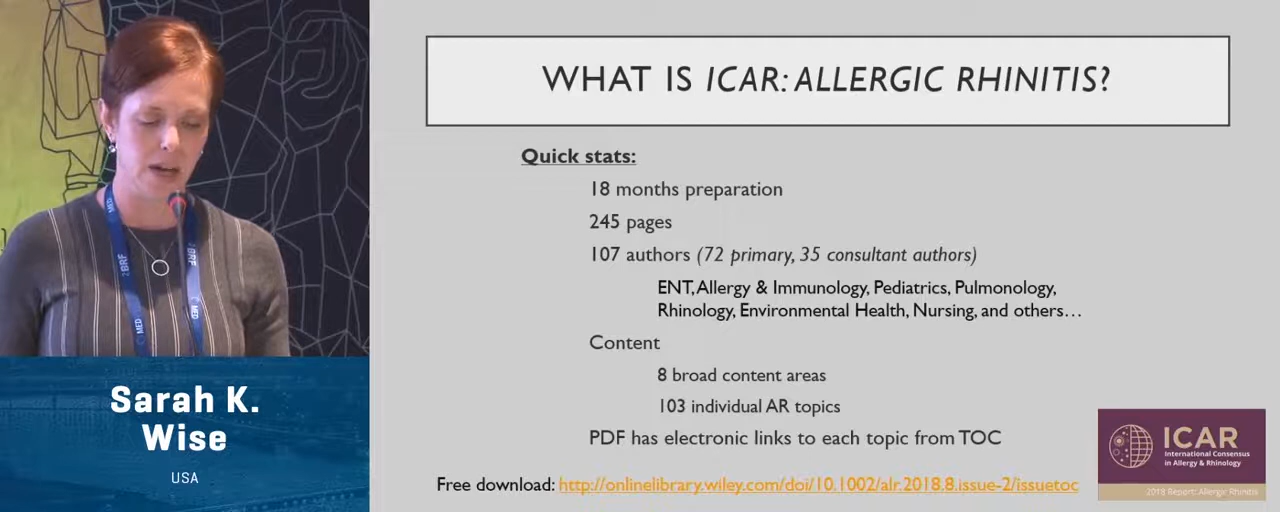 WHAT IS ICAR: ALLERGIC RHINITIS?
Quick stats:
18 months preparation
245 pages
107 authors (72 primary, 35 consultant authors)
ENT, Allergy & Immunology, Pediatrics, Pulmonology,
Rhinology, Environmental Health, Nursing, and others…
Content
8 broad content areas
103 individual AR topics
PDF has electronic links to each topic from TOC
Free download: http://onlinelibrary.wiley.com/doi/10.1002/alr.2018.8.issue-2/issuetoc
ICAR
International Consensus
in Allergy & Rhinology
2018 Report: Allergic Rhinitis
Sarah K.
Wise
USA
MED
BRF
MED